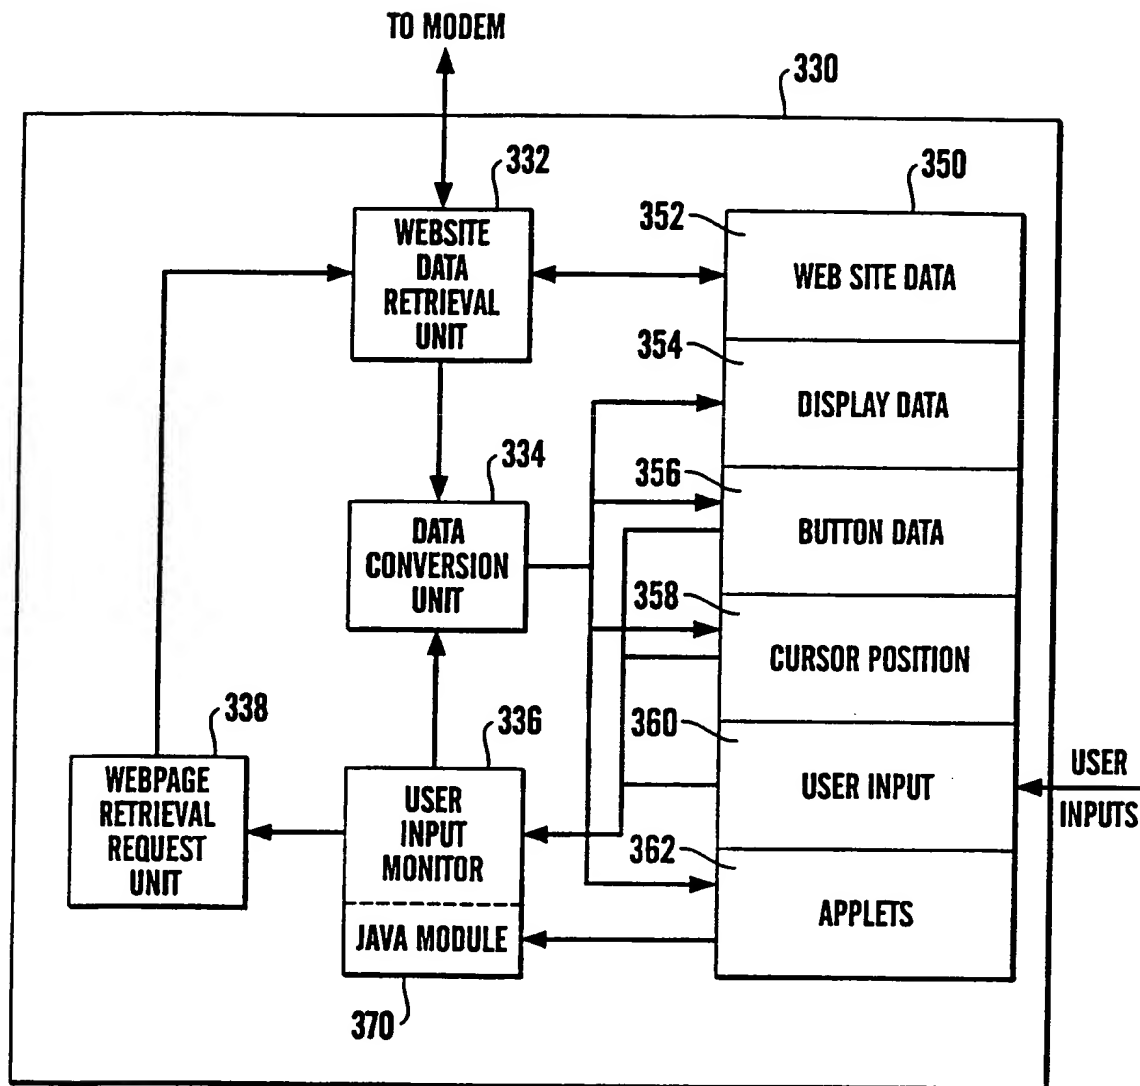 TO MODEM
330
332
350
352
WEBSITE
DATA
RETRIEVAL
UNIT
WEB SITE DATA
354
DISPLAY DATA
334
356
DATA
CONVERSION
UNIT
BUTTON DATA
358
CURSOR POSITION
338
336
360
WEBPAGE
RETRIEVAL
REQUEST
UNIT
USER
INPUT
MONITOR
USER INPUT
USER
INPUTS
362
JAVA MODULE
APPLETS
370